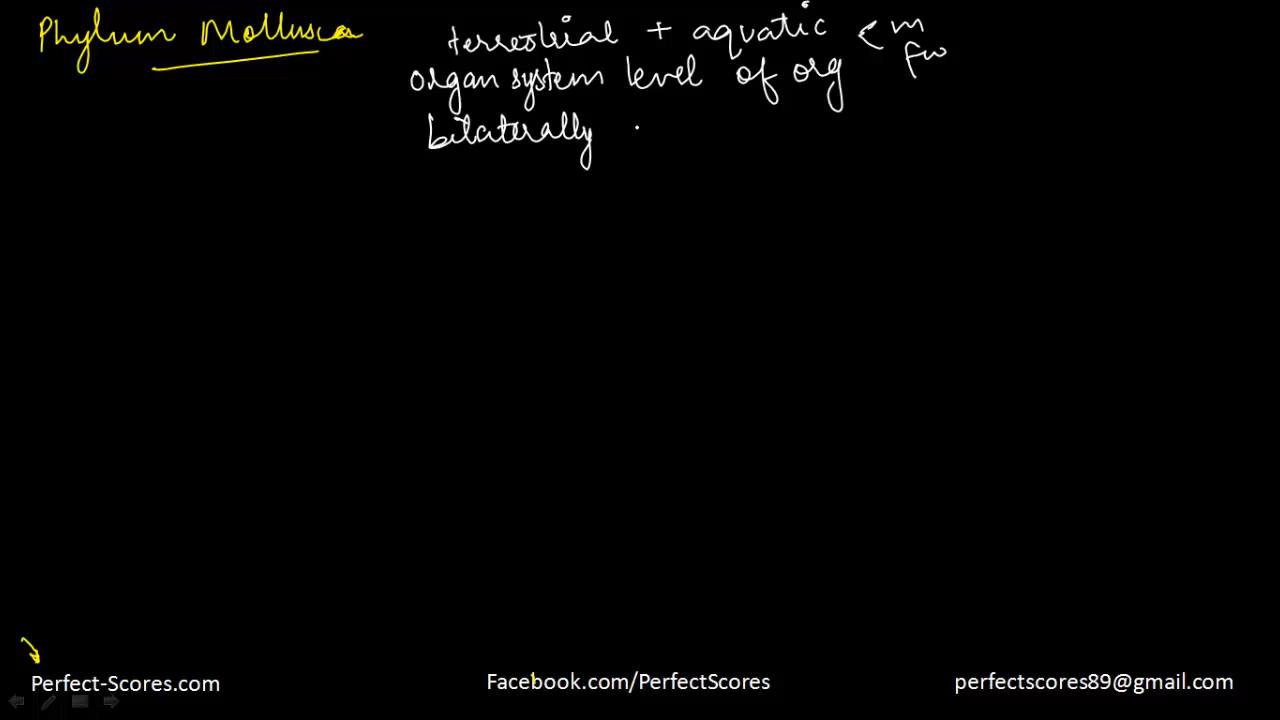 Phylum Mollusca
terrestrial + aquatic < m
fw
organ system level of org
bilaterally
Perfect-Scores.com
Facebook.com/PerfectScores
perfectscores89@gmail.com